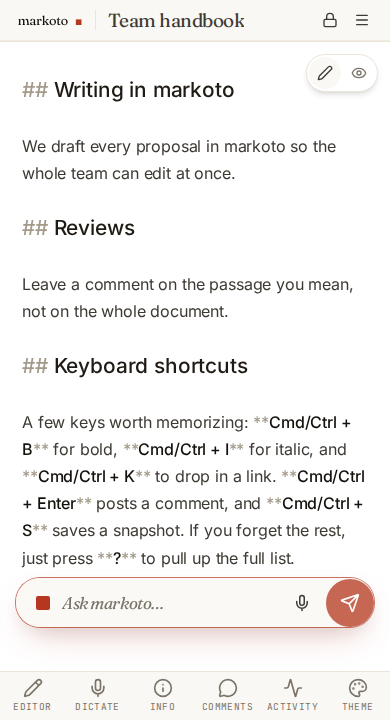 markoto
Team handbook
## Writing in markoto
We draft every proposal in markoto so the
whole team can edit at once.
## Reviews
Leave a comment on the passage you mean,
not on the whole document.
## Keyboard shortcuts
A few keys worth memorizing: **Cmd/Ctrl +
B** for bold, **Cmd/Ctrl + I** for italic, and
**Cmd/Ctrl + K** to drop in a link. **Cmd/Ctrl
+ Enter** posts a comment, and **Cmd/Ctrl +
S** saves a snapshot. If you forget the rest,
just press **?** to pull up the full list.
Ask markoto...
EDITOR DICTATE INFO COMMENTS ACTIVITY THEME